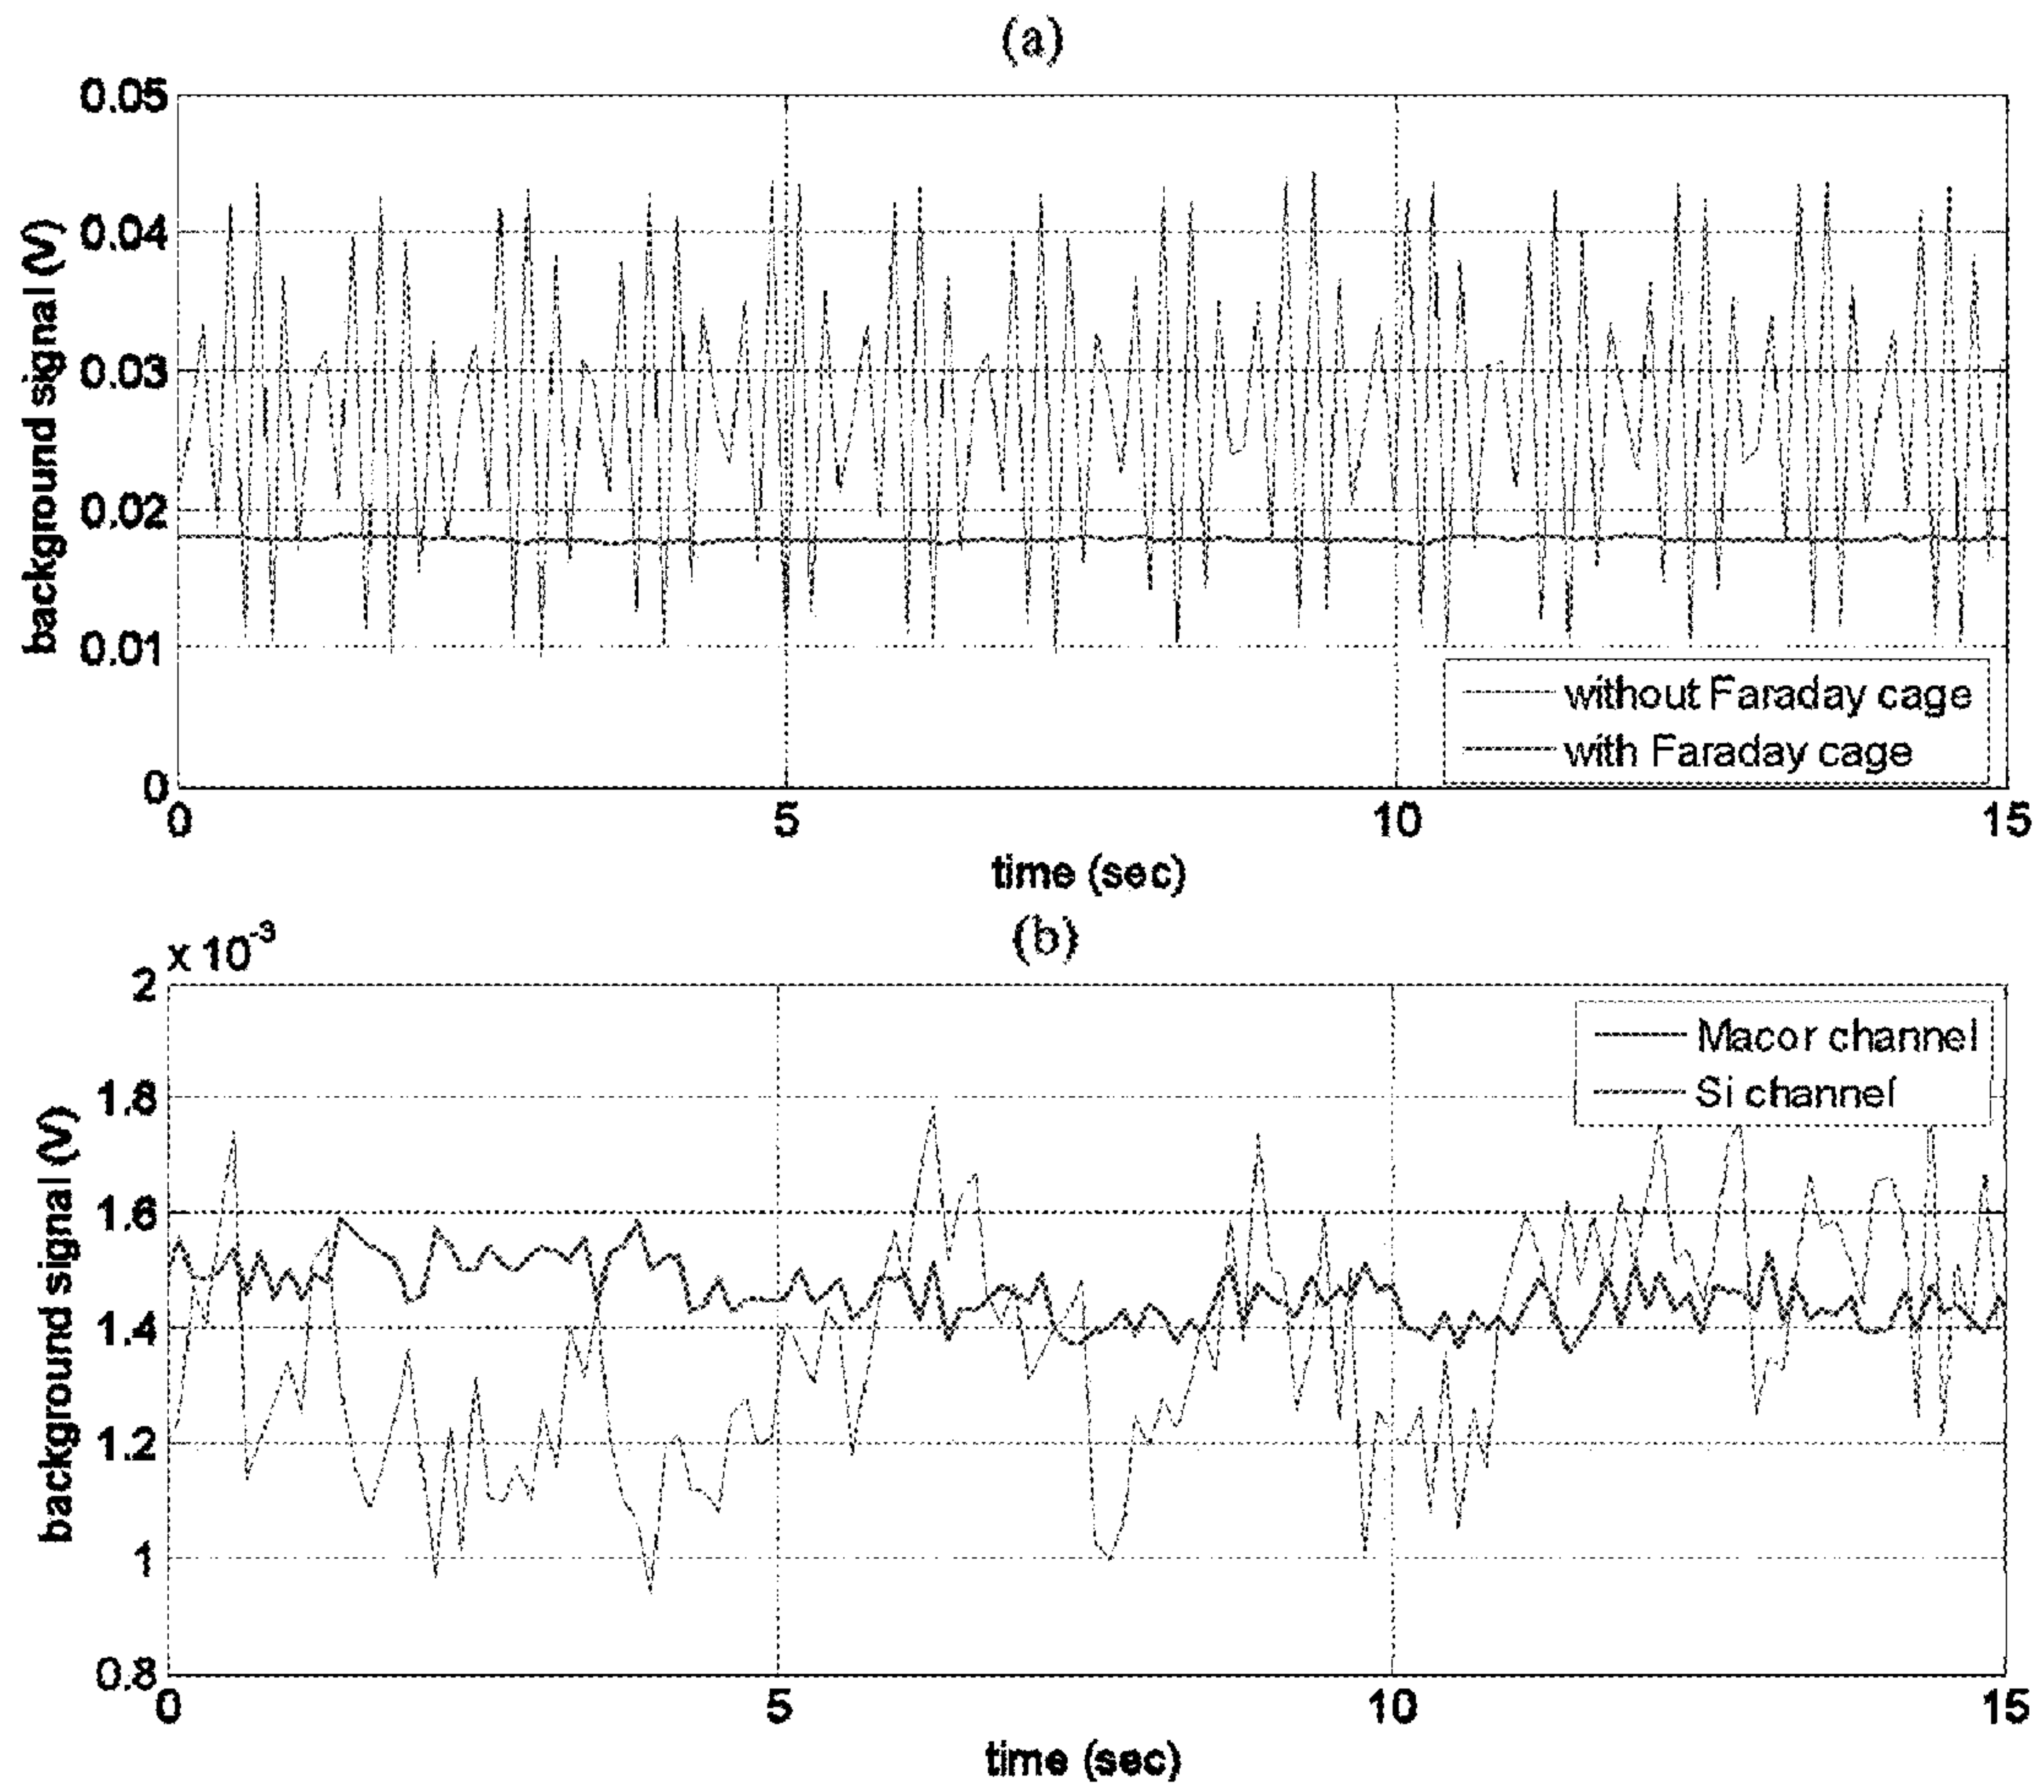 (a)
0.05
0.04
0.03
0.02
0.01
0
background signal (V)
without Faraday cage
with Faraday cage
0 5 10 15
time (sec)
(b)
x 10-3
2
1.8
1.6
1.4
1.2
1
0.8
background signal (V)
Macor channel
Si channel
0 5 10 15
time (sec)